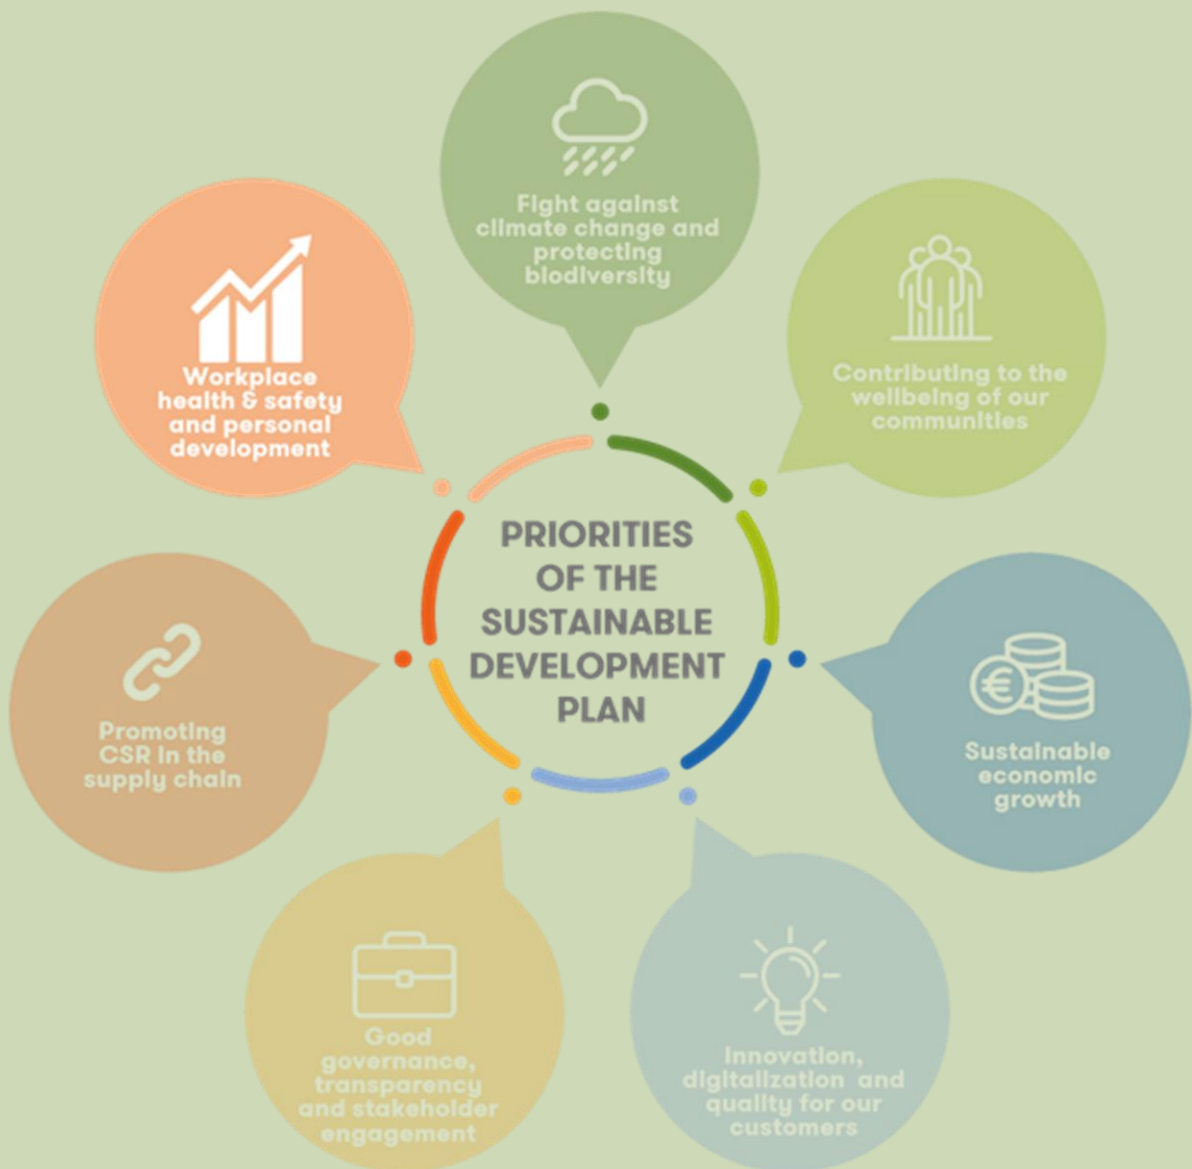 Fight against
climate change and
protecting
biodiversity
Contributing to the
wellbeing of our
communities
Workplace
health & safety
and personal
development
PRIORITIES
OF THE
SUSTAINABLE
DEVELOPMENT
PLAN
Promoting
CSR in the
supply chain
€
Sustainable
economic
growth
Good
governance,
transparency
and stakeholder
engagement
Innovation,
digitalization and
quality for our
customers